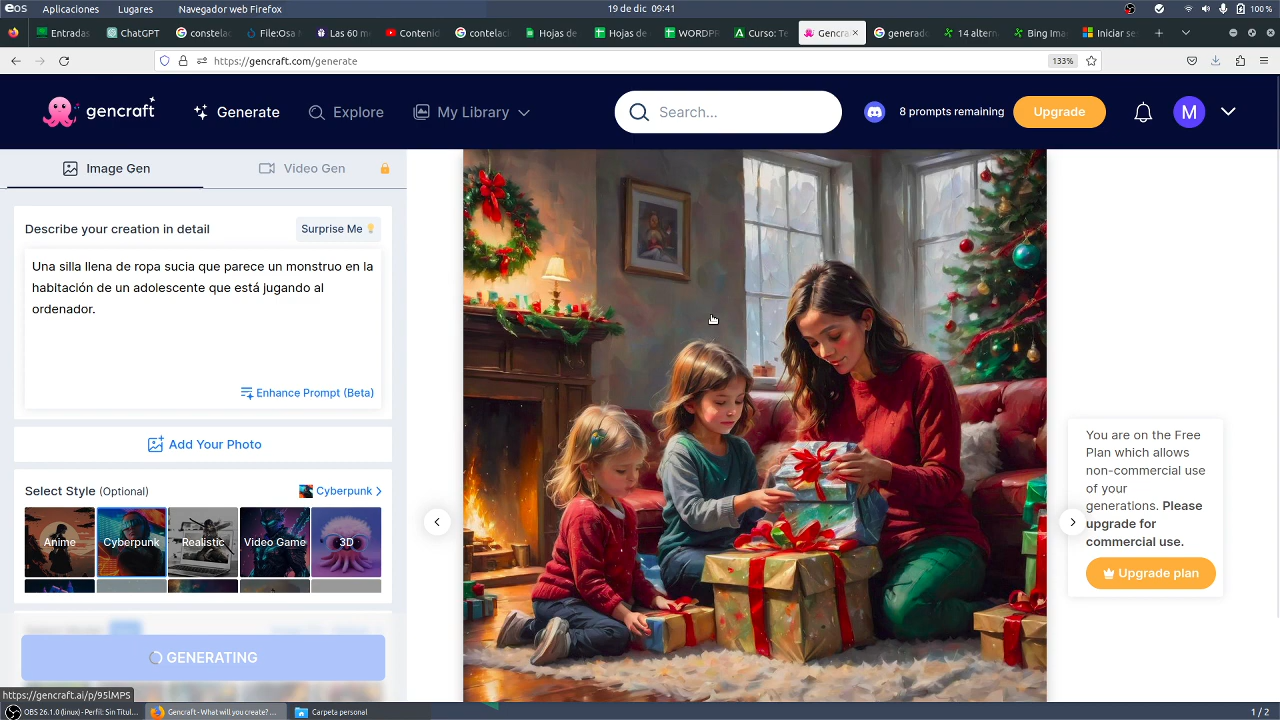 eos Aplicaciones Lugares Navegador web Firefox 19 de dic 09:41 100 %
Entradas ChatGPT constelac File:Osa Las 60 m Contenid contelaci Hojas de Hojas de WORDPR Curso: Te Gencra generado 14 altern Bing Imag Iniciar se
https://gencraft.com/generate 133%
gencraft Generate Explore My Library Search... 8 prompts remaining Upgrade M
Image Gen Video Gen
Describe your creation in detail Surprise Me
Una silla llena de ropa sucia que parece un monstruo en la
habitación de un adolescente que está jugando al
ordenador.
Enhance Prompt (Beta)
Add Your Photo
Select Style (Optional) Cyberpunk
Anime Cyberpunk Realistic Video Game 3D
GENERATING
You are on the Free
Plan which allows
non-commercial use
of your
generations. Please
upgrade for
commercial use.
Upgrade plan
https://gencraft.ai/p/95lMPS
OBS 26.1.0 (linux) - Perfil: Sin Titul... Gencraft - What will you create? ... Carpeta personal 1 / 2